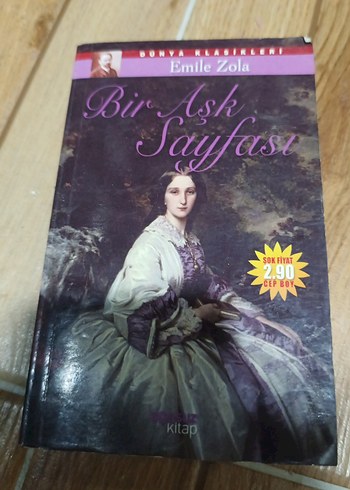 DÜNYA KLASİKLERİ
Emile Zola
Bir Aşk
Sayfası
ŞOK FİYAT
2.90
CEP BOY
kitap